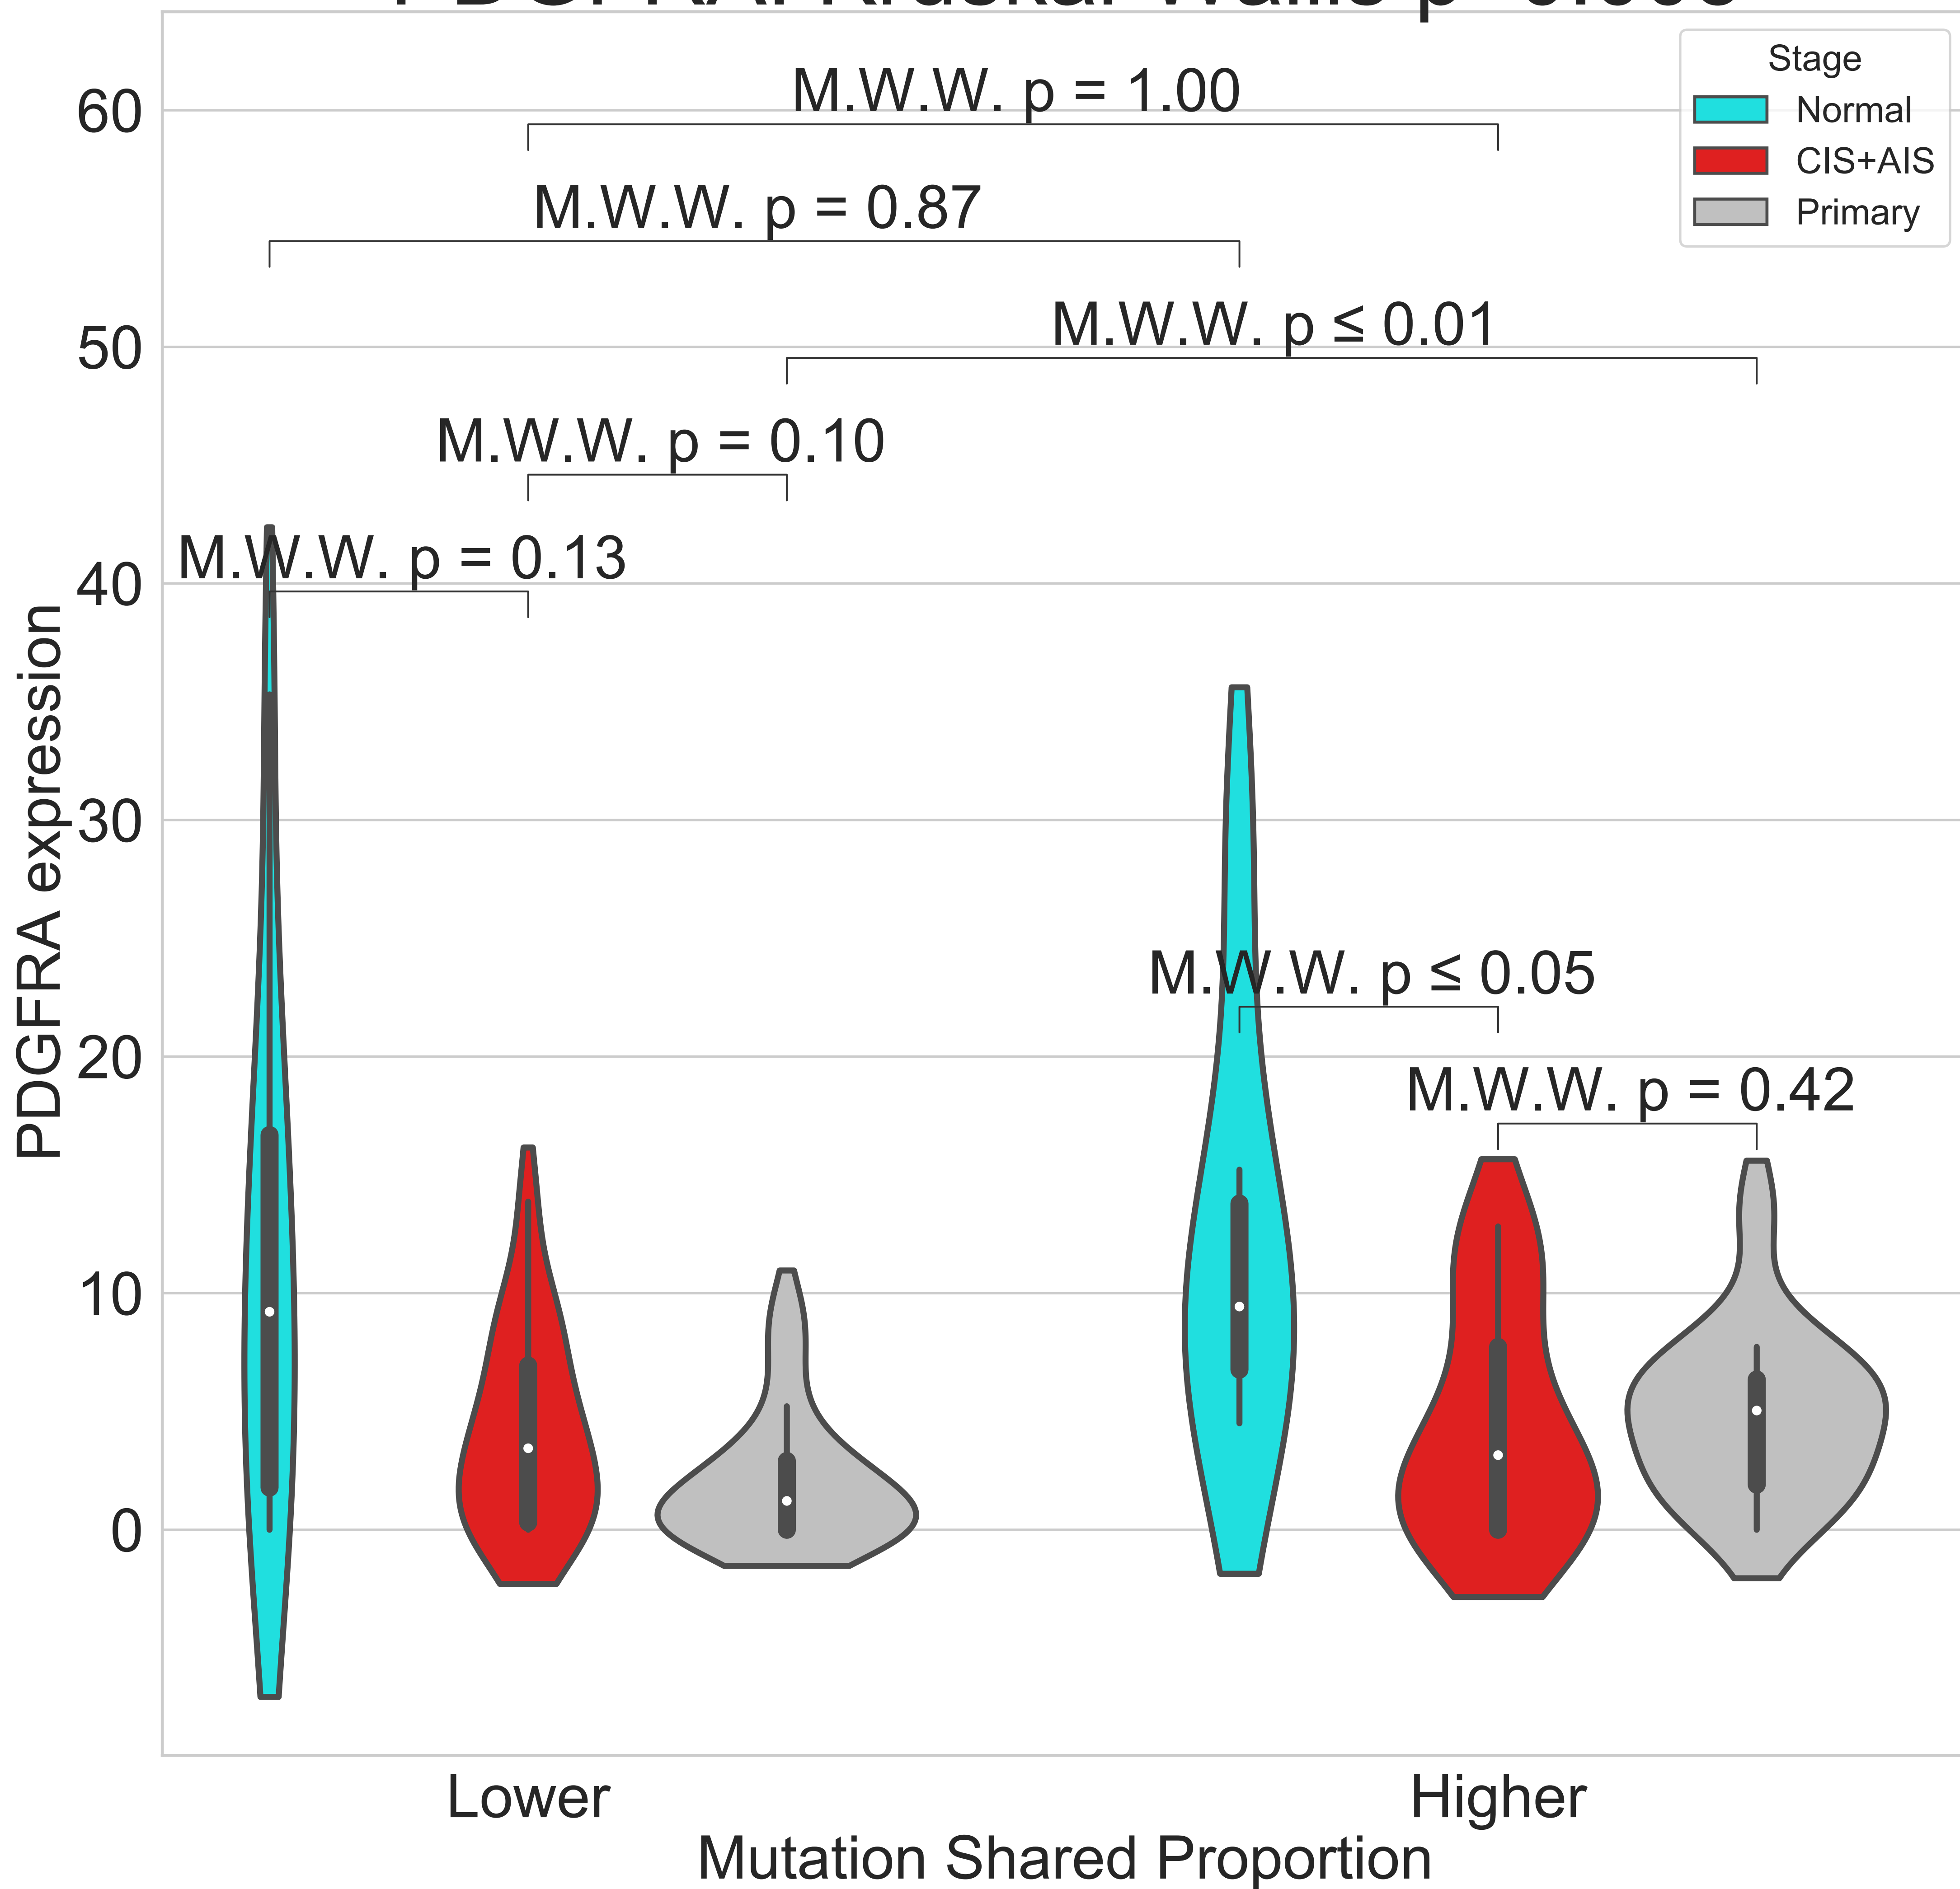 60
50
40
30
20
10
0
PDGFRA expression
M.W.W. p = 1.00
M.W.W. p = 0.87
M.W.W. p ≤ 0.01
M.W.W. p = 0.10
M.W.W. p = 0.13
M.W.W. p ≤ 0.05
M.W.W. p = 0.42
Stage
Normal
CIS+AIS
Primary
Lower
Higher
Mutation Shared Proportion